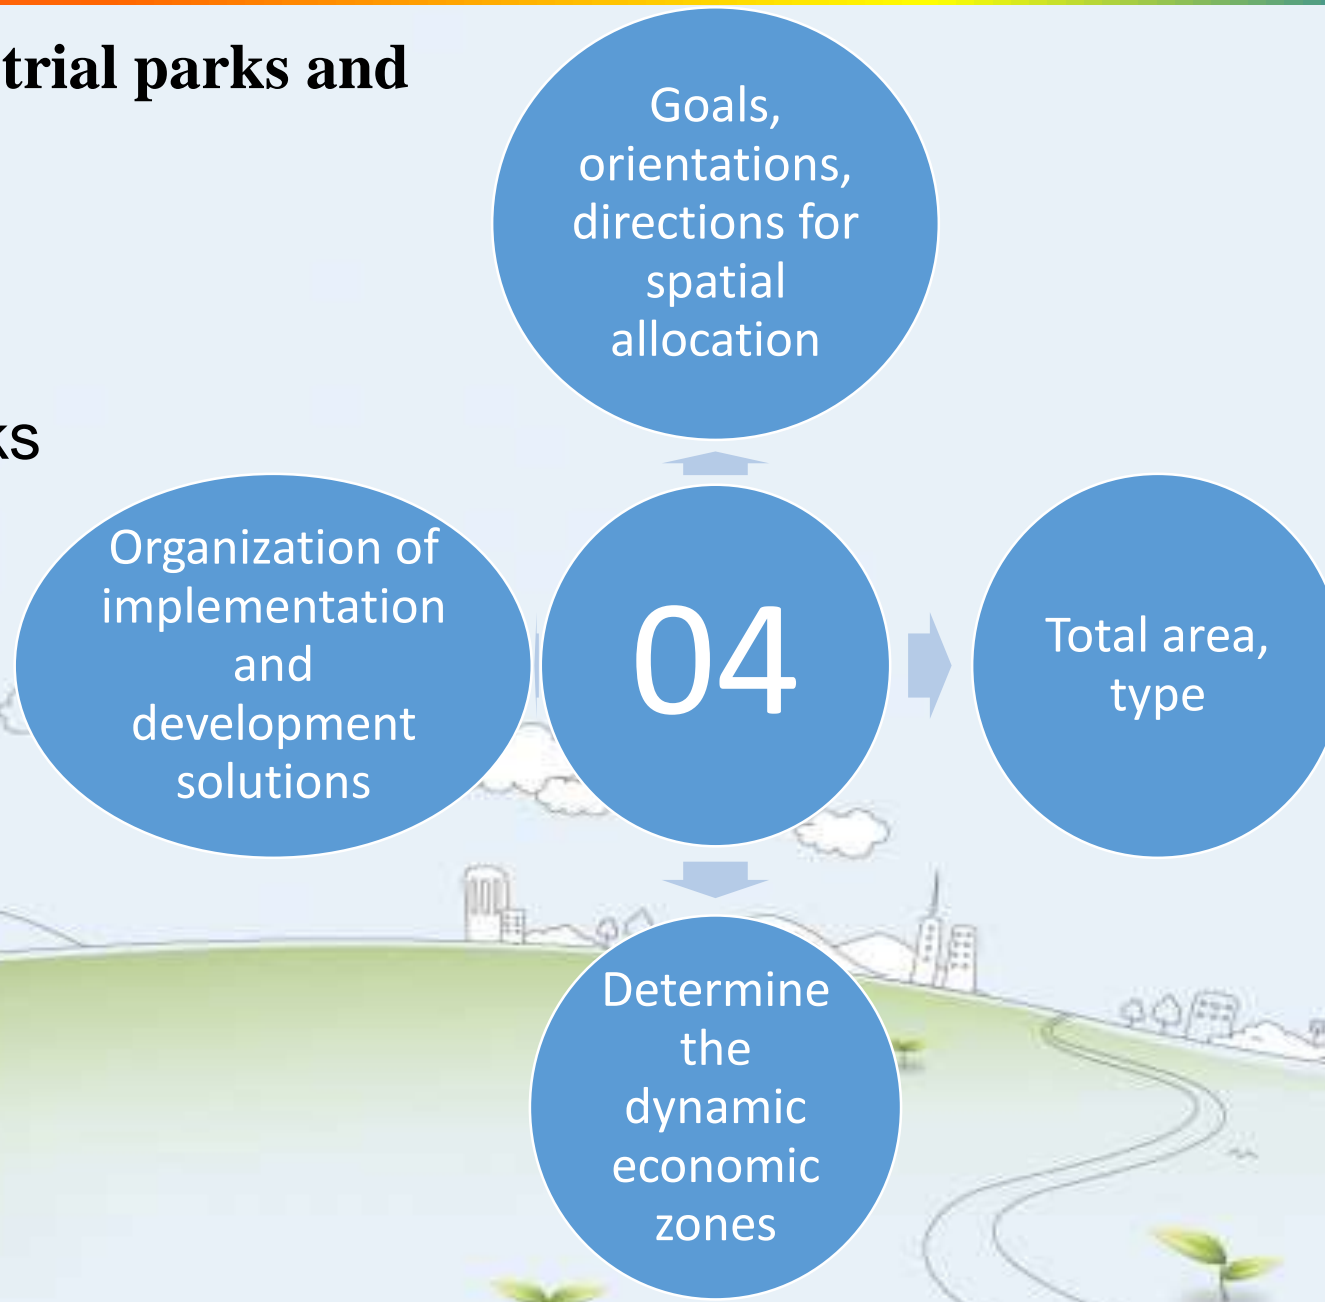 trial parks and
Goals,
orientations,
directions for
spatial
allocation
ks
Organization of
implementation
and
development
solutions
04
Total area,
type
Determine
the
dynamic
economic
zones